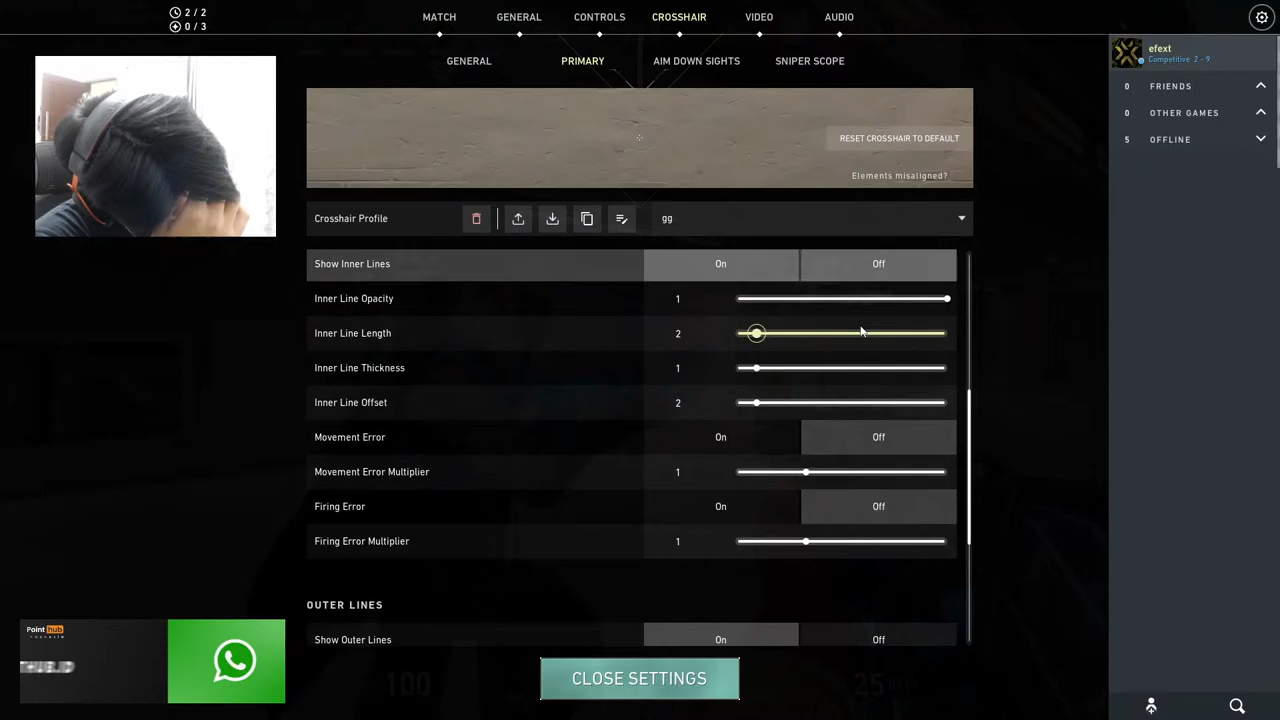 2 / 2
0 / 3
MATCH
GENERAL
CONTROLS
CROSSHAIR
VIDEO
AUDIO
GENERAL
PRIMARY
AIM DOWN SIGHTS
SNIPER SCOPE
RESET CROSSHAIR TO DEFAULT
Elements misaligned?
Crosshair Profile
gg
Show Inner Lines On Off
Inner Line Opacity 1
Inner Line Length 2
Inner Line Thickness 1
Inner Line Offset 2
Movement Error On Off
Movement Error Multiplier 1
Firing Error On Off
Firing Error Multiplier 1
OUTER LINES
Show Outer Lines On Off
CLOSE SETTINGS
100
25
efext
Competitive 2 - 9
0 FRIENDS
0 OTHER GAMES
5 OFFLINE
Point hub